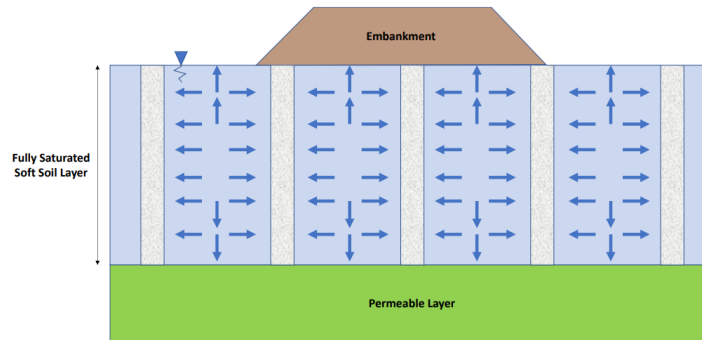 Embankment
Fully Saturated
Soft Soil Layer
Permeable Layer